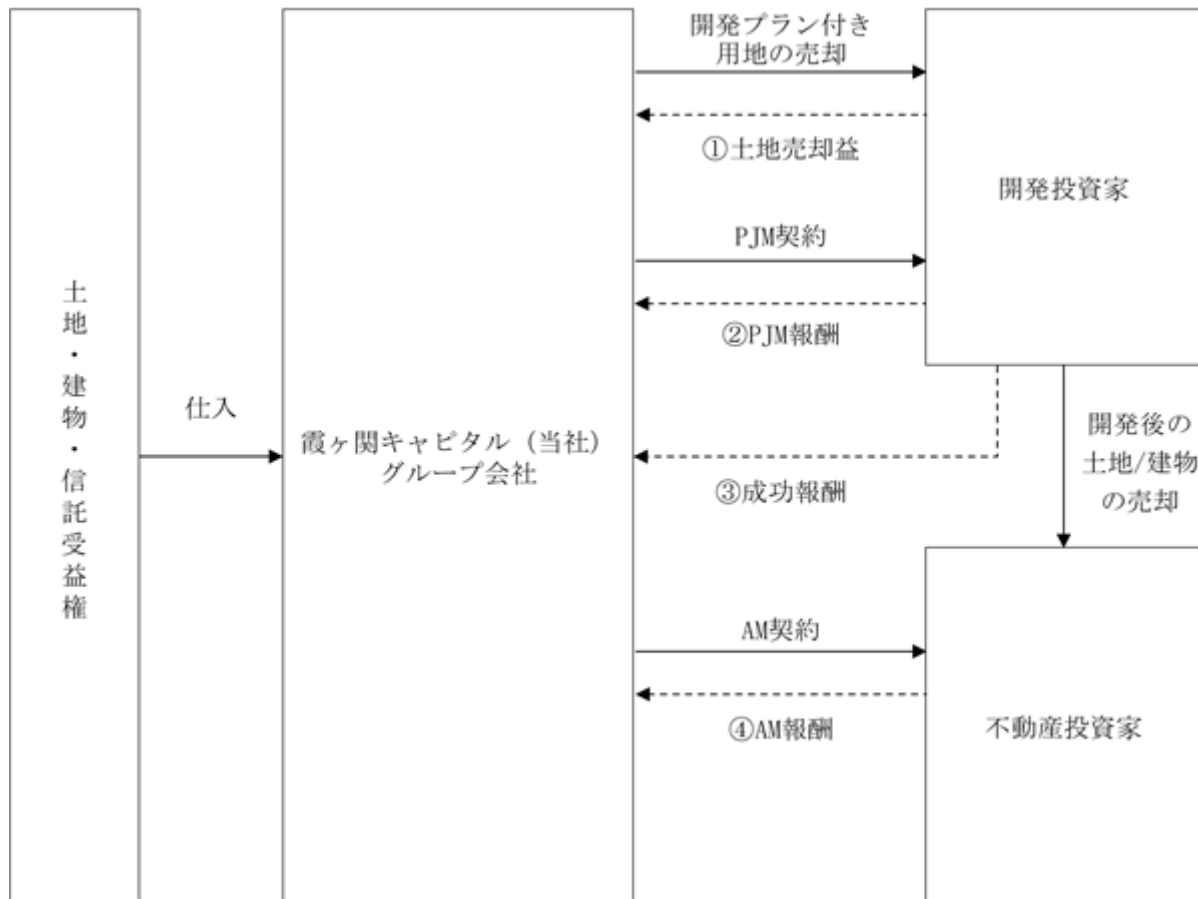 土地・建物・信託受益権
仕入
霞ヶ関キャピタル（当社）
グループ会社
開発プラン付き
用地の売却
①土地売却益
PJM契約
②PJM報酬
③成功報酬
AM契約
④AM報酬
開発投資家
開発後の
土地/建物
の売却
不動産投資家